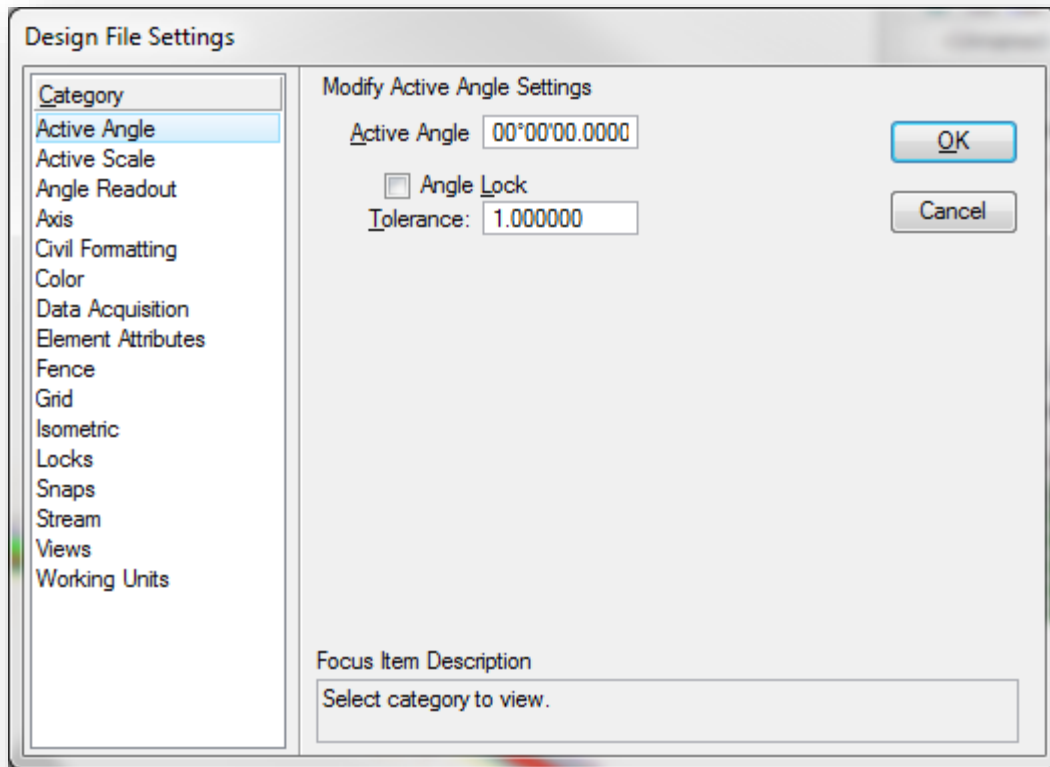 Design File Settings
Category
Active Angle
Active Scale
Angle Readout
Axis
Civil Formatting
Color
Data Acquisition
Element Attributes
Fence
Grid
Isometric
Locks
Snaps
Stream
Views
Working Units
Modify Active Angle Settings
Active Angle 00°00'00.0000
Angle Lock
Tolerance: 1.000000
OK
Cancel
Focus Item Description
Select category to view.